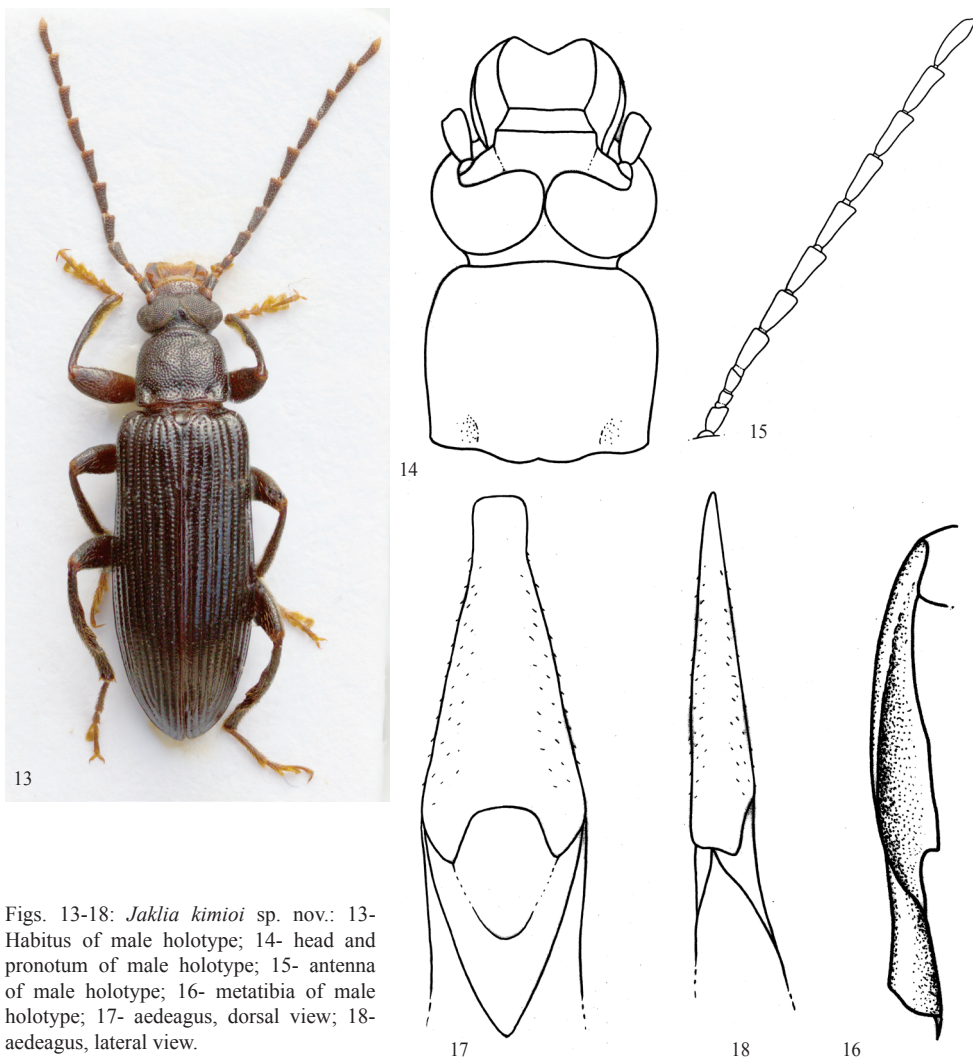 14
15
13
Figs. 13-18: Jaklia kimioi sp. nov.: 13-
Habitus of male holotype; 14- head and
pronotum of male holotype; 15- antenna
of male holotype; 16- metatibia of male
holotype; 17- aedeagus, dorsal view; 18-
aedeagus, lateral view.
17
18
16